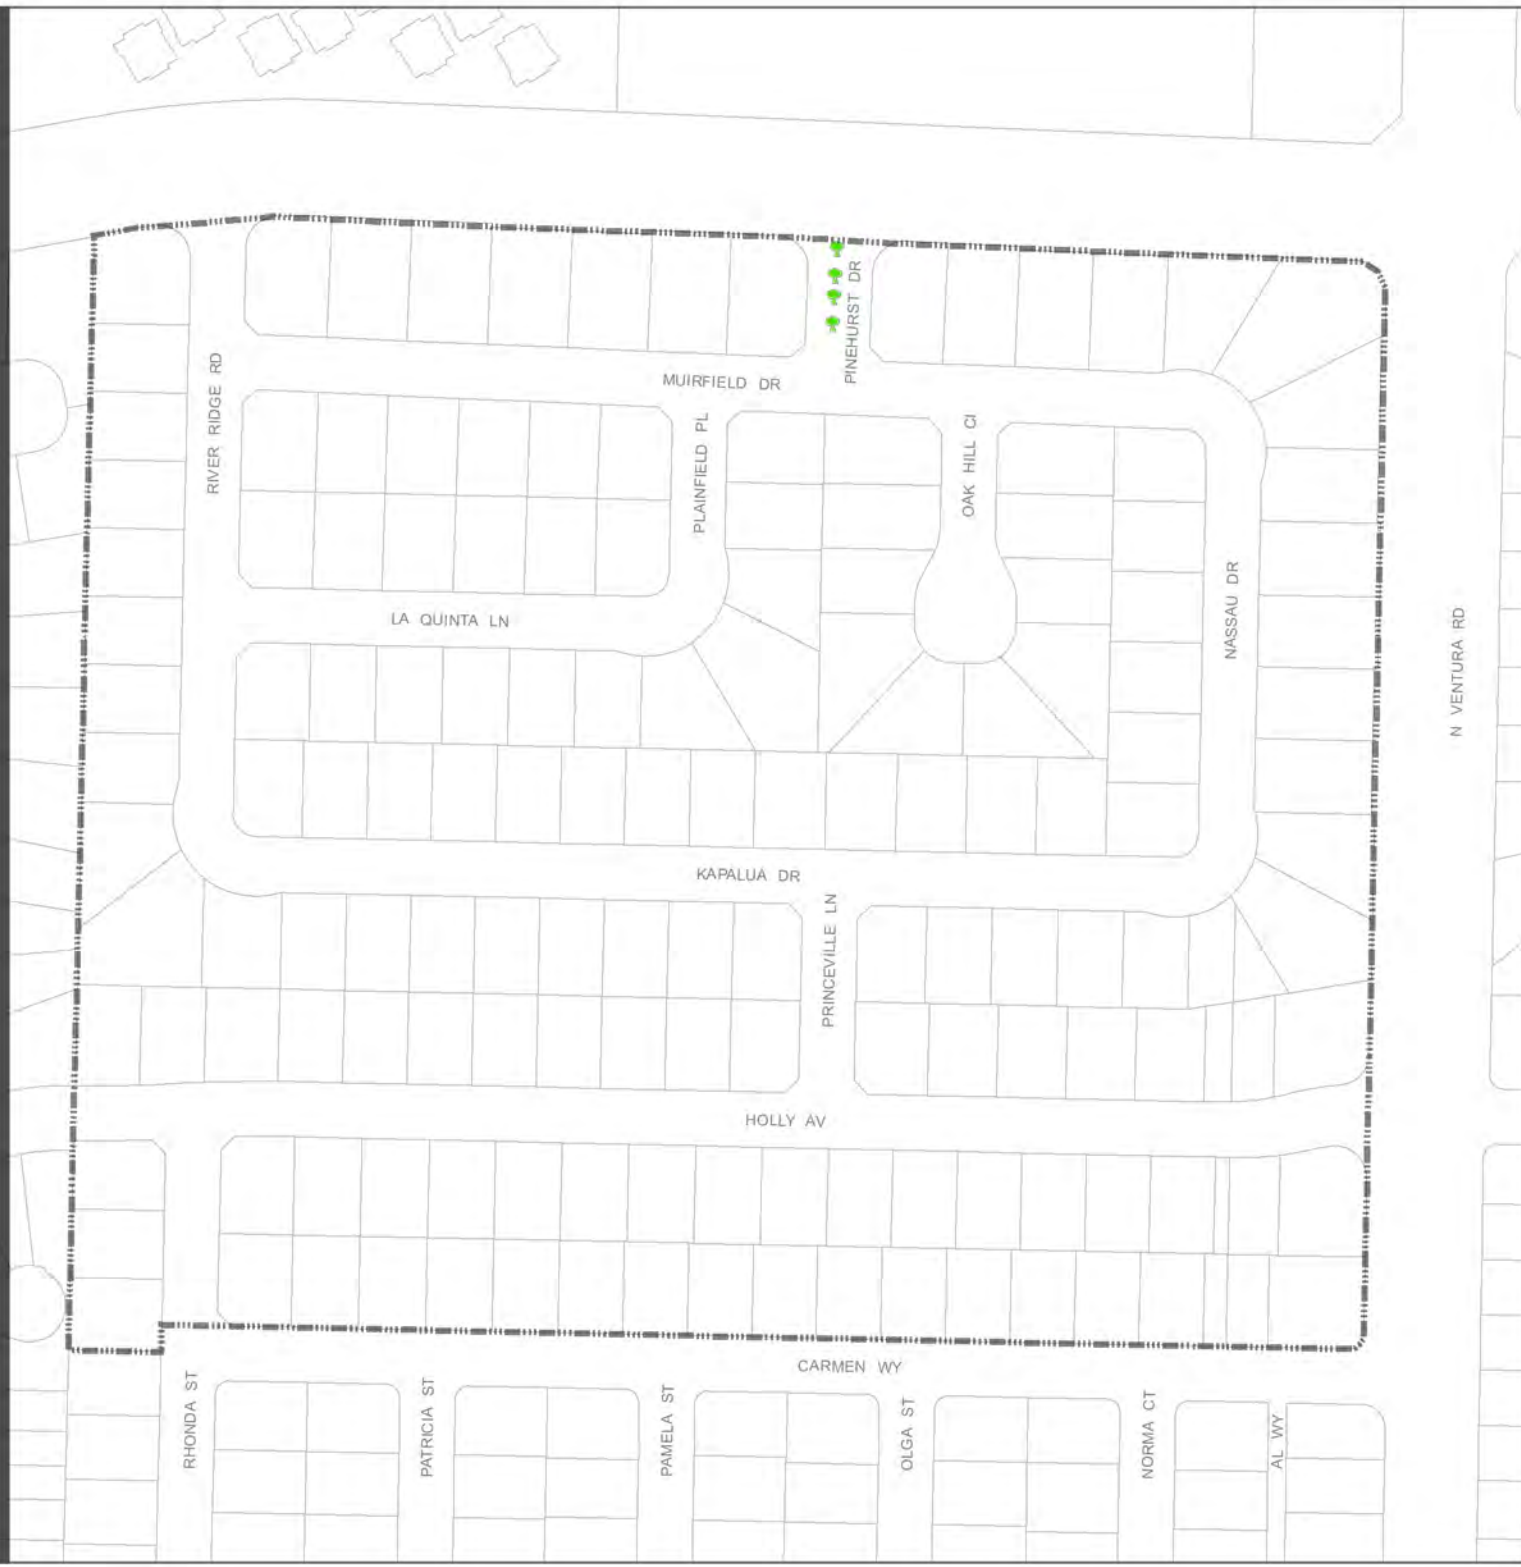 PINEHURST DR
MUIRFIELD DR
RIVER RIDGE RD
PLAINFIELD PL
OAK HILL CI
NASSAU DR
LA QUINTA LN
N VENTURA RD
KAPALUA DR
PRINCEVILLE LN
HOLLY AV
CARMEN WY
RHONDA ST
PATRICIA ST
PAMELA ST
OLGA ST
NORMA CT
AL WY